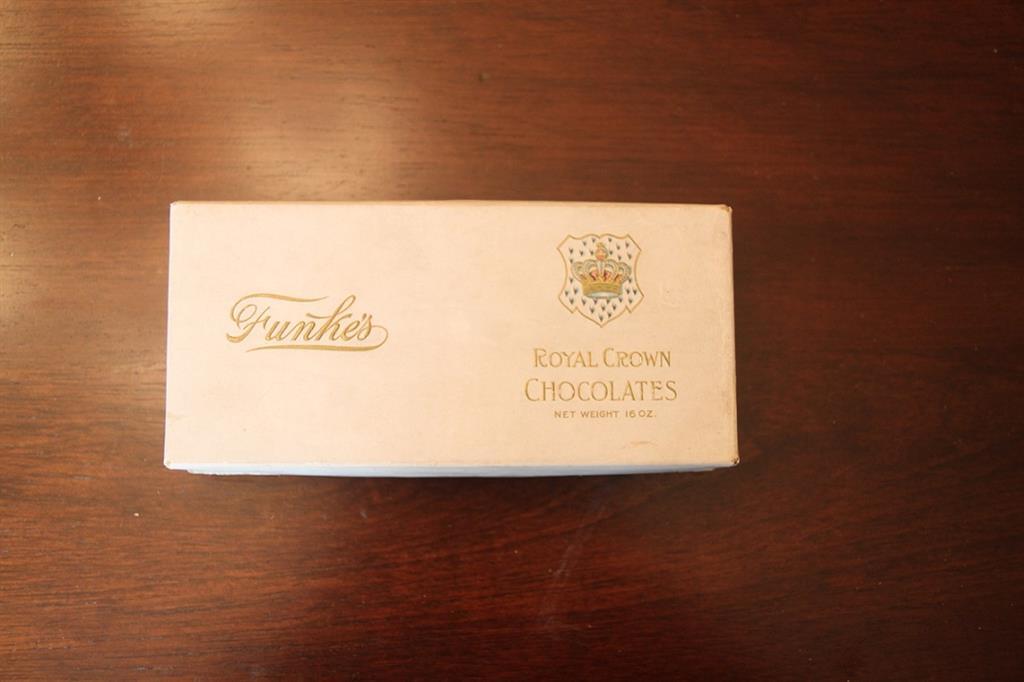 Funke's
ROYAL CROWN
CHOCOLATES
NET WEIGHT 16 OZ.